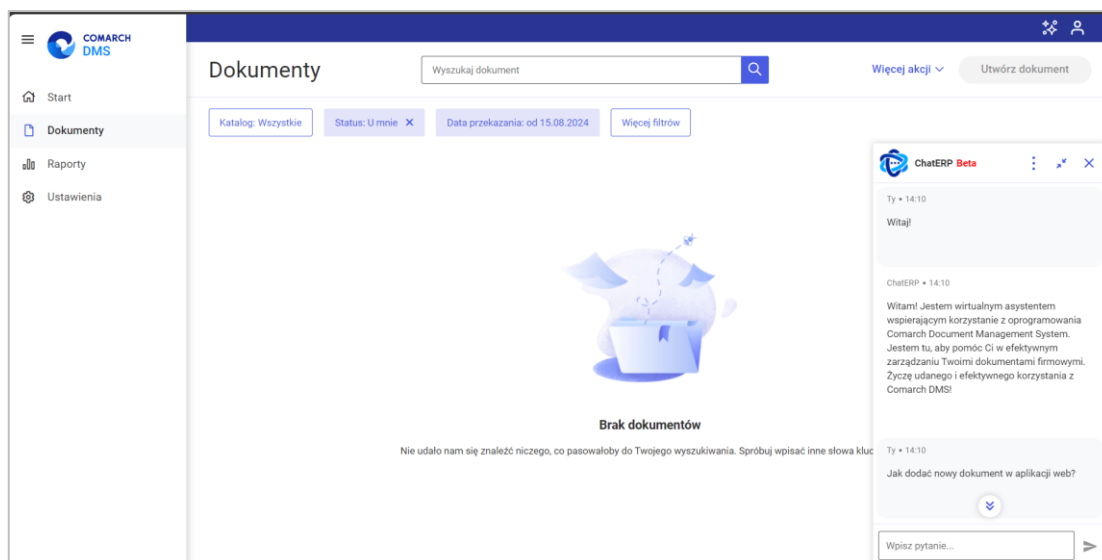 COMARCH
DMS
Start
Dokumenty
Raporty
Ustawienia
Dokumenty
Wyszukaj dokument
Więcej akcji
Utwórz dokument
Katalog: Wszystkie
Status: U mnie
Data przekazania: od 15.08.2024
Więcej filtrów
Brak dokumentów
Nie udało nam się znaleźć niczego, co pasowałoby do Twojego wyszukiwania. Spróbuj wpisać inne słowa kluc
ChatERP Beta
Ty • 14:10
Witaj!
ChatERP • 14:10
Witam! Jestem wirtualnym asystentem
wspierającym korzystanie z oprogramowania
Comarch Document Management System.
Jestem tu, aby pomóc Ci w efektywnym
zarządzaniu Twoimi dokumentami firmowymi.
Życzę udanego i efektywnego korzystania z
Comarch DMS!
Ty • 14:10
Jak dodać nowy dokument w aplikacji web?
Wpisz pytanie...